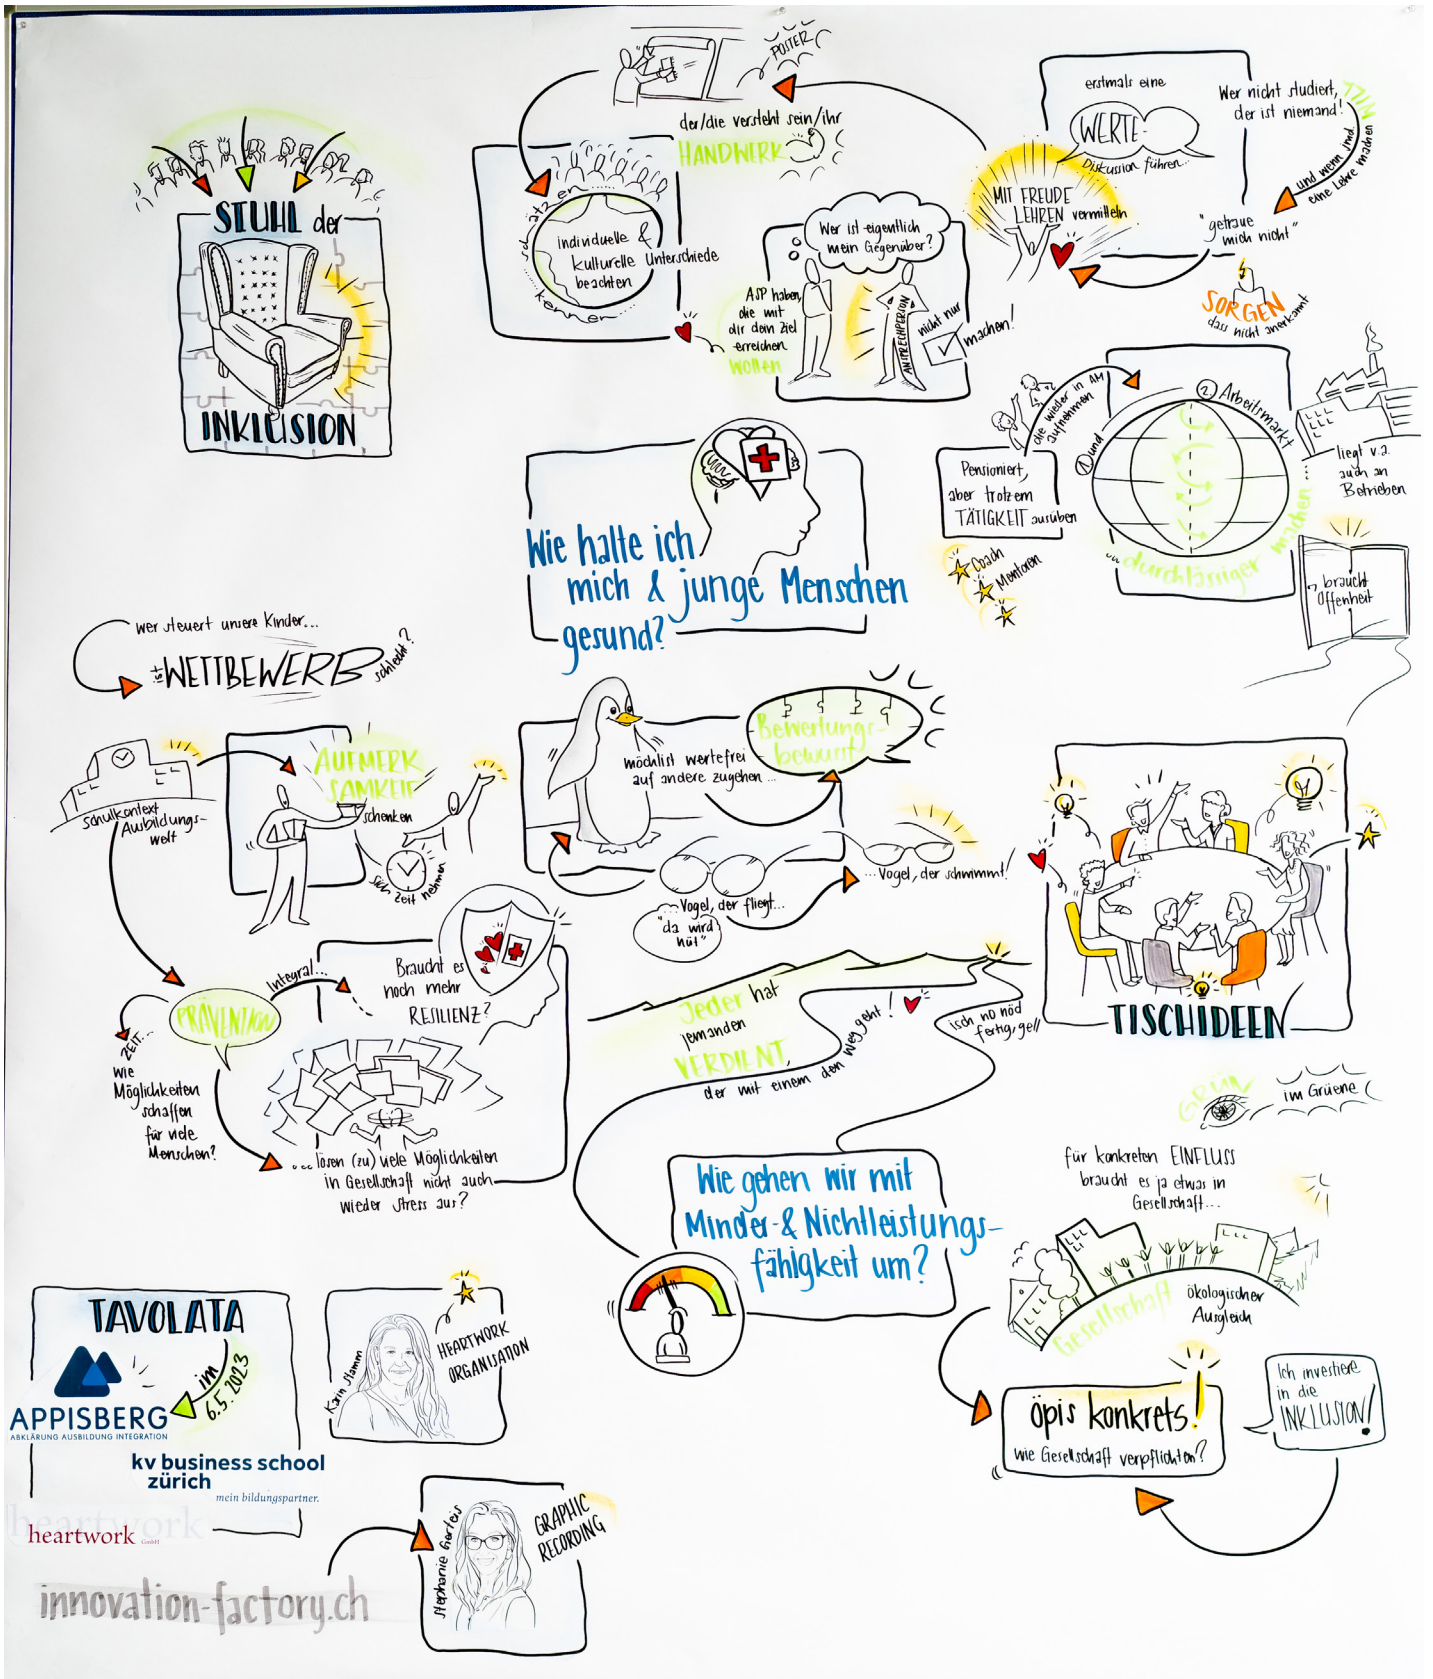 STUHL der
INKLUSION
POSTER
der/die versteht sein/ihr
HANDWERK
schätzen.....
individuelle &
kulturelle Unterschiede
beachten
kennen...
ASP haben,
die mit
dir dein Ziel
erreichen
wollen
Wer ist eigentlich
mein Gegenüber?
ANSPRECHPERSON
nicht nur
machen!
MIT FREUDE
LEHREN vermitteln
erstmals eine
WERTE-
Diskussion führen...
Wer nicht studiert,
der ist niemand!
und wenn jmd.
eine Lehre machen
"getraue
mich nicht"
SORGEN
dass nicht anerkannt
Pensioniert,
aber trotzem
TÄTIGKEIT ausüben
die wieder in AM
aufnehmen
Coach
Mentoren
1 und
2 Arbeitsmarkt
... durchlässiger machen ...
liegt v.a.
auch an
Betrieben
braucht
Offenheit
Wie halte ich
mich & junge Menschen
gesund?
wer steuert unsere Kinder...
ist WETTBEWERB schlecht?
schulkontext
Ausbildungs-
welt
AUFMERK
SAMKEIT
schenken
sich Zeit nehmen
möchlist wertefrei
auf andere zugehen ...
Bewertungs-
bewusst
... Vogel, der fliegt...
"da wird
nüt"
...Vogel, der schwimmt!
PRÄVENTION
Integral...
ZEIT...
wie
Möglichkeiten
schaffen
für viele
Menschen?
Braucht es
noch mehr
RESILIENZ?
...lösen (zu) viele Möglichkeiten
in Gesellschaft nicht auch
wieder Stress aus?
Jeder hat
jemanden
VERDIENT,
der mit einem den Weg geht!
isch no nöd
fertig, gell
TISCHIDEEN
GRÜN
im Grüene
für konkreten EINFLUSS
braucht es ja etwas in
Gesellschaft...
Gesellschaft
ökologischer
Ausgleich
Wie gehen wir mit
Minder- & Nichtleistungs-
fähigkeit um?
öpis konkrets!
wie Gesellschaft verpflichten?
Ich investiere
in die
INKLUSION!
TAVOLATA
im
6.5.2023
APPISBERG
ABKLÄRUNG AUSBILDUNG INTEGRATION
kv business school
zürich
mein bildungspartner.
heartwork
heartwork GmbH
Karin Stamm
HEARTWORK
ORGANISATION
Stephanie Gerteis
GRAPHIC
RECORDING
innovation-factory.ch